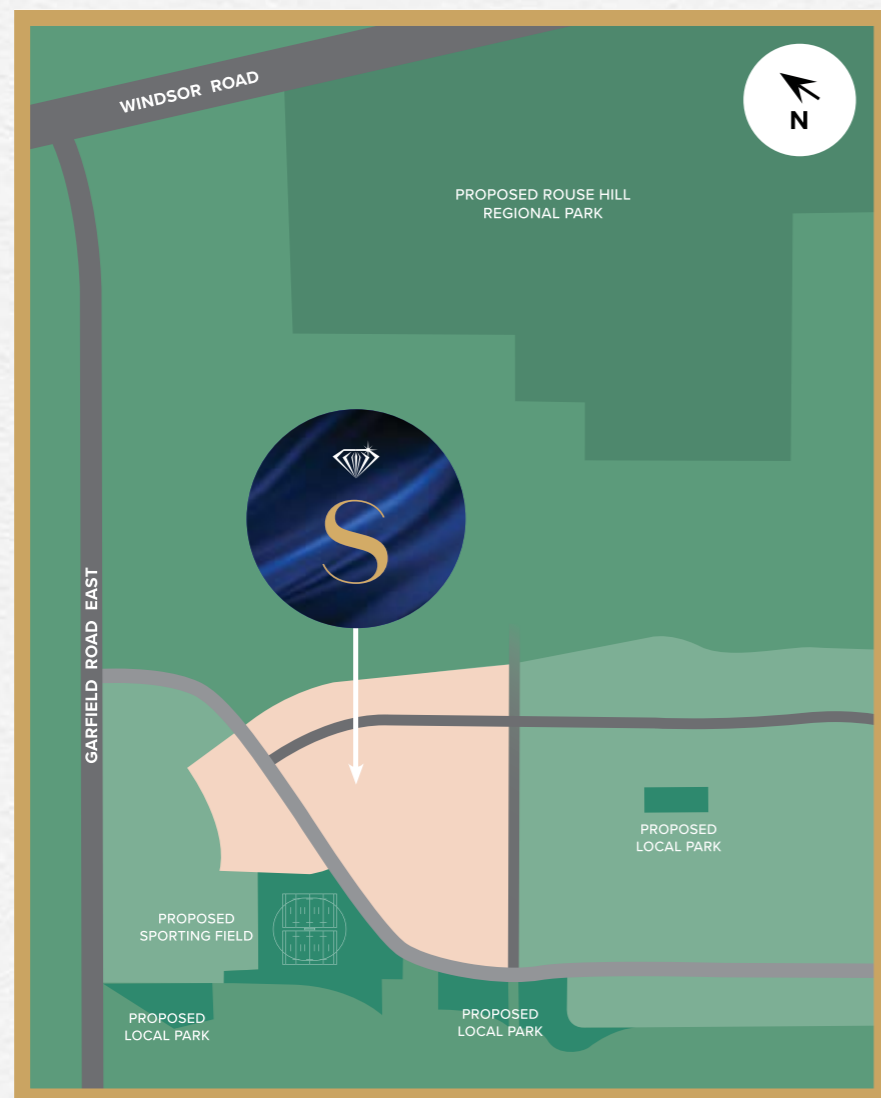 WINDSOR ROAD
N
PROPOSED ROUSE HILL
REGIONAL PARK
S
GARFIELD ROAD EAST
PROPOSED
LOCAL PARK
PROPOSED
SPORTING FIELD
PROPOSED
LOCAL PARK
PROPOSED
LOCAL PARK